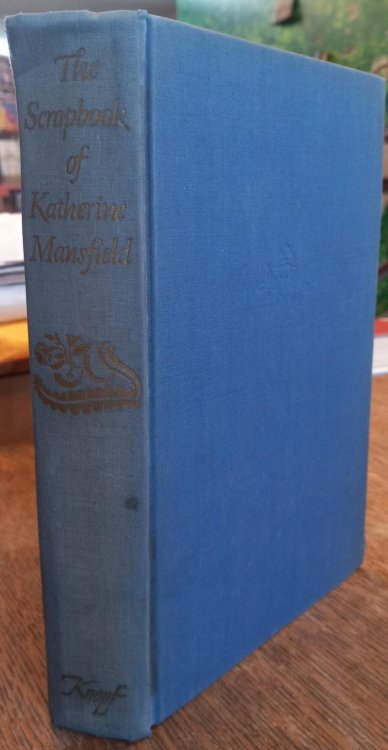 The
Scrapbook
of
Katherine
Mansfield
Knopf